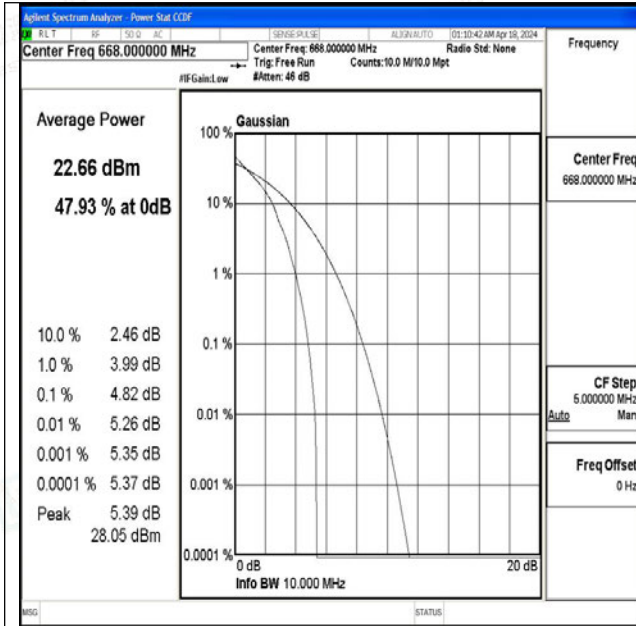 Agilent Spectrum Analyzer - Power Stat CCDF
RL T RF 50 Ω AC SENSE:PULSE ALIGNAUTO 01:10:42 AM Apr 18, 2024
Center Freq 668.000000 MHz
Center Freq: 668.000000 MHz Radio Std: None
Trig: Free Run Counts:10.0 M/10.0 Mpt
#IFGain:Low #Atten: 46 dB
Frequency
Average Power
22.66 dBm
47.93 % at 0dB
10.0 % 2.46 dB
1.0 % 3.99 dB
0.1 % 4.82 dB
0.01 % 5.26 dB
0.001 % 5.35 dB
0.0001 % 5.37 dB
Peak 5.39 dB
28.05 dBm
Gaussian
100 %
10 %
1 %
0.1 %
0.01 %
0.001 %
0.0001 %
0 dB 20 dB
Info BW 10.000 MHz
Center Freq
668.000000 MHz
CF Step
5.000000 MHz
Auto Man
Freq Offset
0 Hz
MSG STATUS